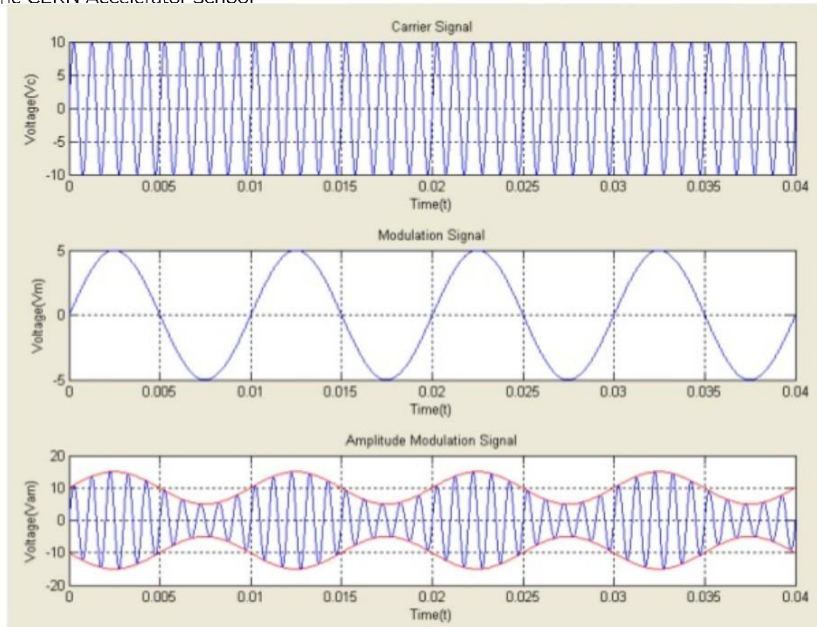 The CERN Accelerator School
Carrier Signal
Voltage(Vc)
10
5
0
-5
-10
0 0.005 0.01 0.015 0.02 0.025 0.03 0.035 0.04
Time(t)
Modulation Signal
Voltage(Vm)
5
0
-5
0 0.005 0.01 0.015 0.02 0.025 0.03 0.035 0.04
Time(t)
Amplitude Modulation Signal
Voltage(Vam)
20
10
0
-10
-20
0 0.005 0.01 0.015 0.02 0.025 0.03 0.035 0.04
Time(t)